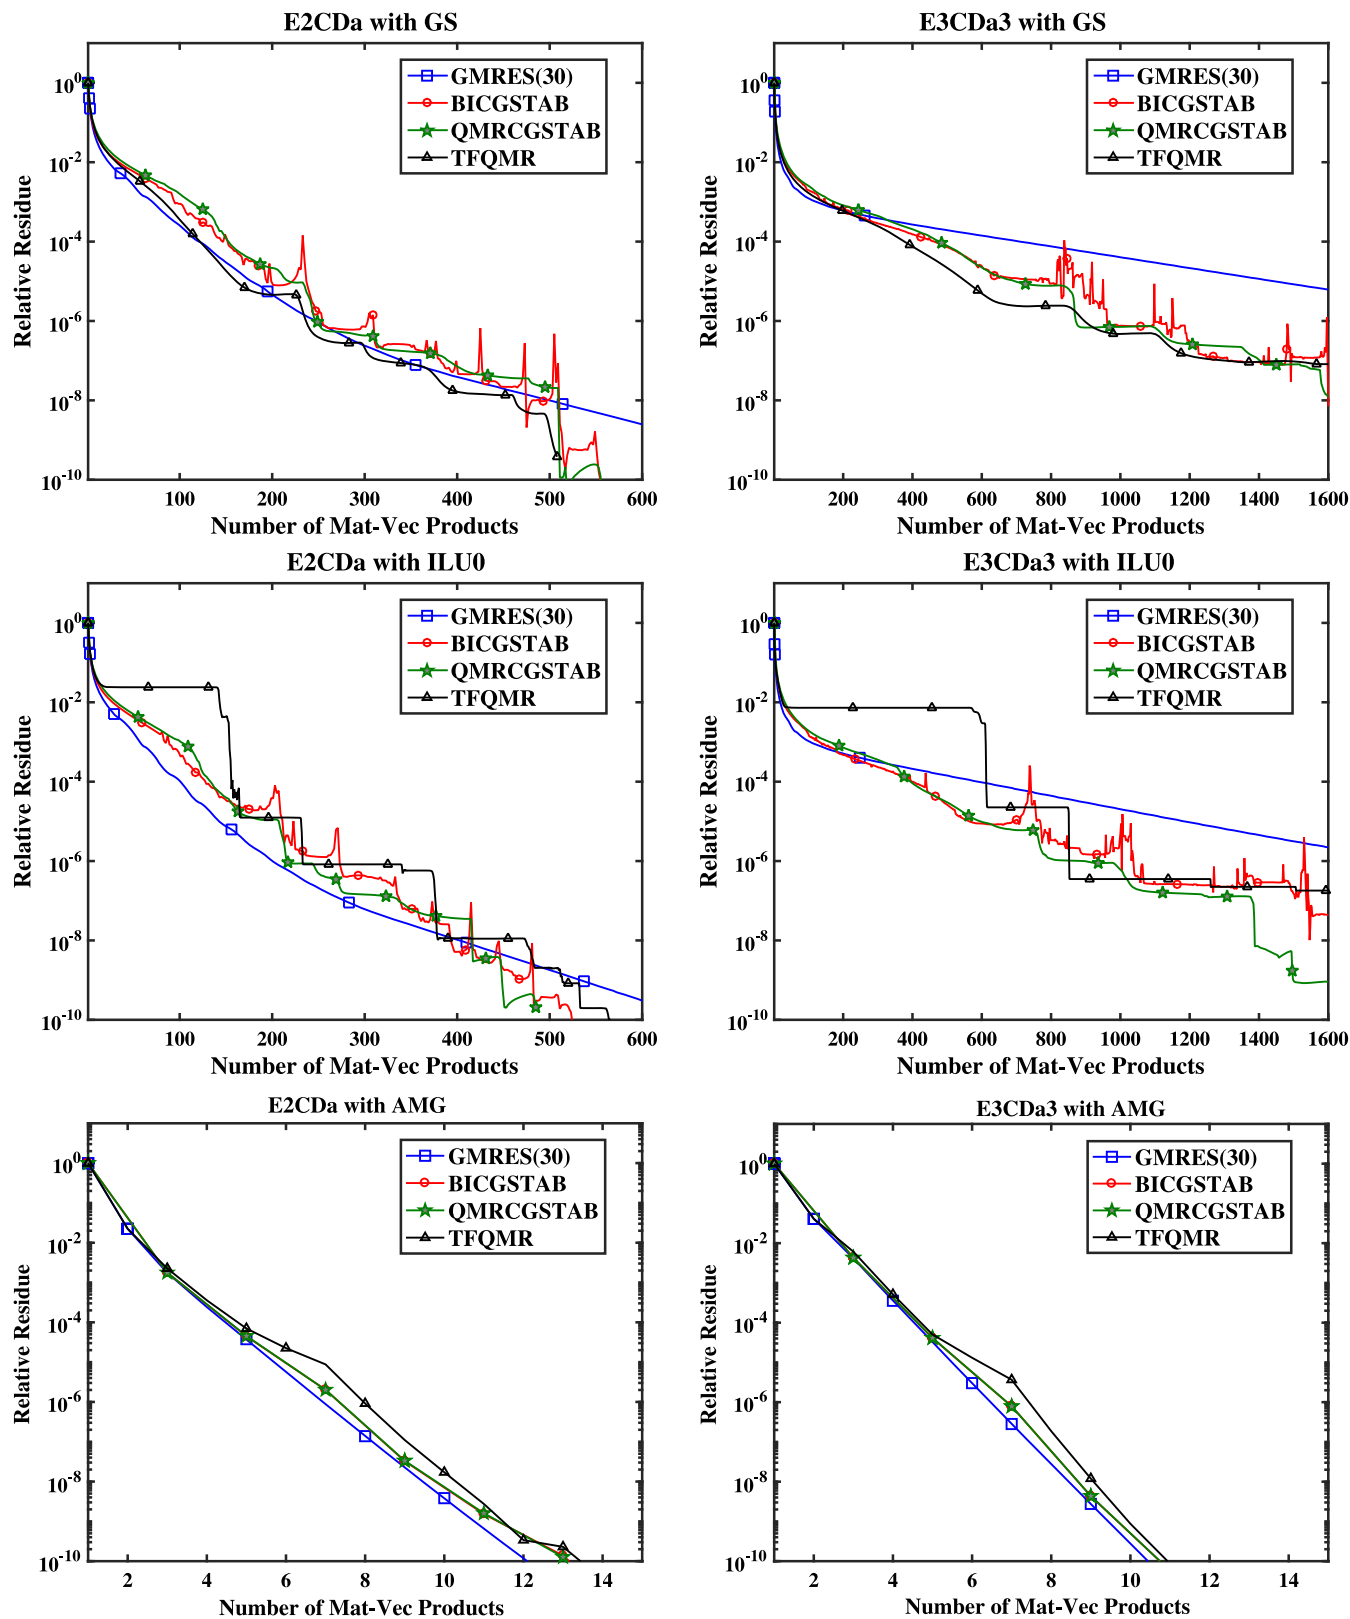 E2CDa with GS
GMRES(30)
BICGSTAB
QMRCGSTAB
TFQMR
Relative Residue
10^0
10^-2
10^-4
10^-6
10^-8
10^-10
100 200 300 400 500 600
Number of Mat-Vec Products
E3CDa3 with GS
GMRES(30)
BICGSTAB
QMRCGSTAB
TFQMR
Relative Residue
10^0
10^-2
10^-4
10^-6
10^-8
10^-10
200 400 600 800 1000 1200 1400 1600
Number of Mat-Vec Products
E2CDa with ILU0
GMRES(30)
BICGSTAB
QMRCGSTAB
TFQMR
Relative Residue
10^0
10^-2
10^-4
10^-6
10^-8
10^-10
100 200 300 400 500 600
Number of Mat-Vec Products
E3CDa3 with ILU0
GMRES(30)
BICGSTAB
QMRCGSTAB
TFQMR
Relative Residue
10^0
10^-2
10^-4
10^-6
10^-8
10^-10
200 400 600 800 1000 1200 1400 1600
Number of Mat-Vec Products
E2CDa with AMG
GMRES(30)
BICGSTAB
QMRCGSTAB
TFQMR
Relative Residue
10^0
10^-2
10^-4
10^-6
10^-8
10^-10
2 4 6 8 10 12 14
Number of Mat-Vec Products
E3CDa3 with AMG
GMRES(30)
BICGSTAB
QMRCGSTAB
TFQMR
Relative Residue
10^0
10^-2
10^-4
10^-6
10^-8
10^-10
2 4 6 8 10 12 14
Number of Mat-Vec Products